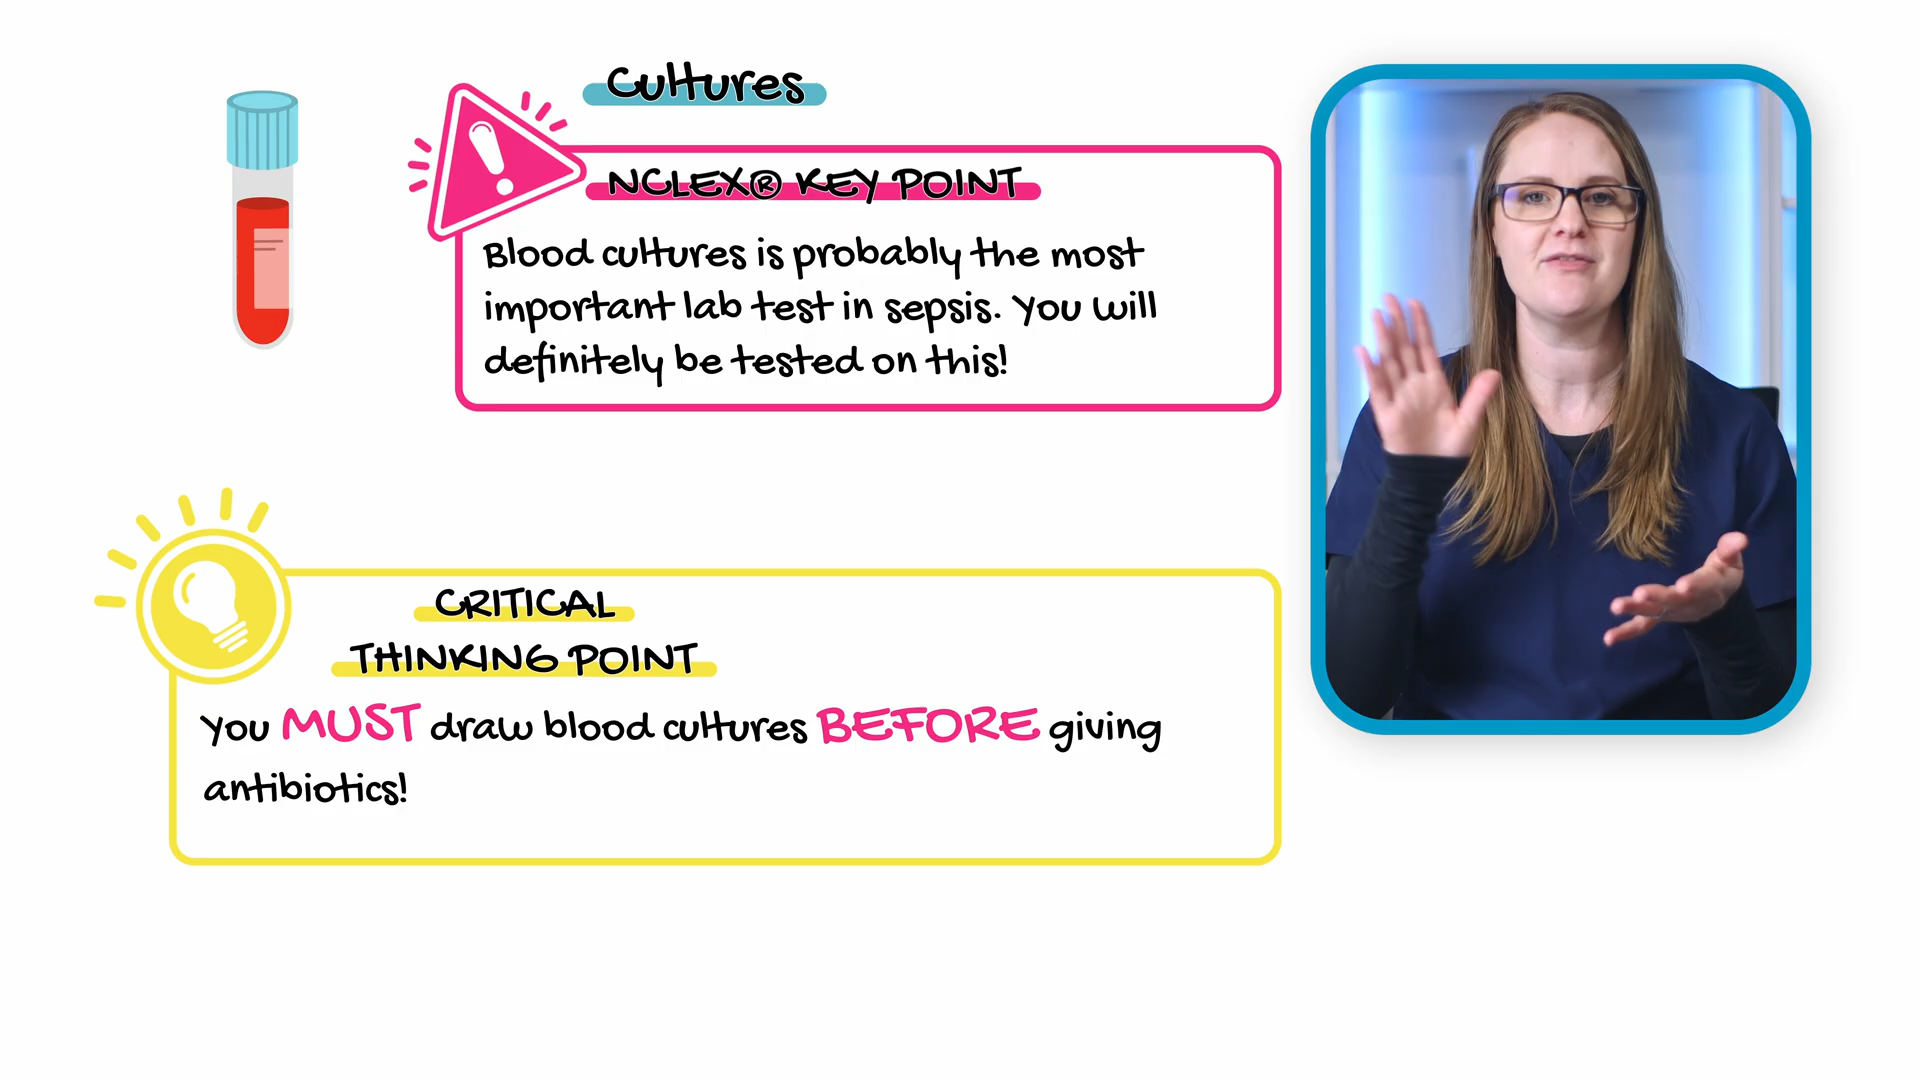 Cultures
NCLEX® KEY POINT
Blood cultures is probably the most
important lab test in sepsis. You will
definitely be tested on this!
CRITICAL
THINKING POINT
You MUST draw blood cultures BEFORE giving
antibiotics!